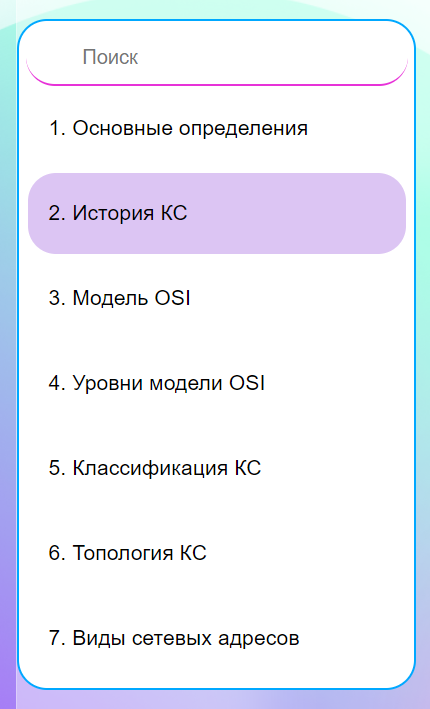 Поиск
1. Основные определения
2. История КС
3. Модель OSI
4. Уровни модели OSI
5. Классификация КС
6. Топология КС
7. Виды сетевых адресов